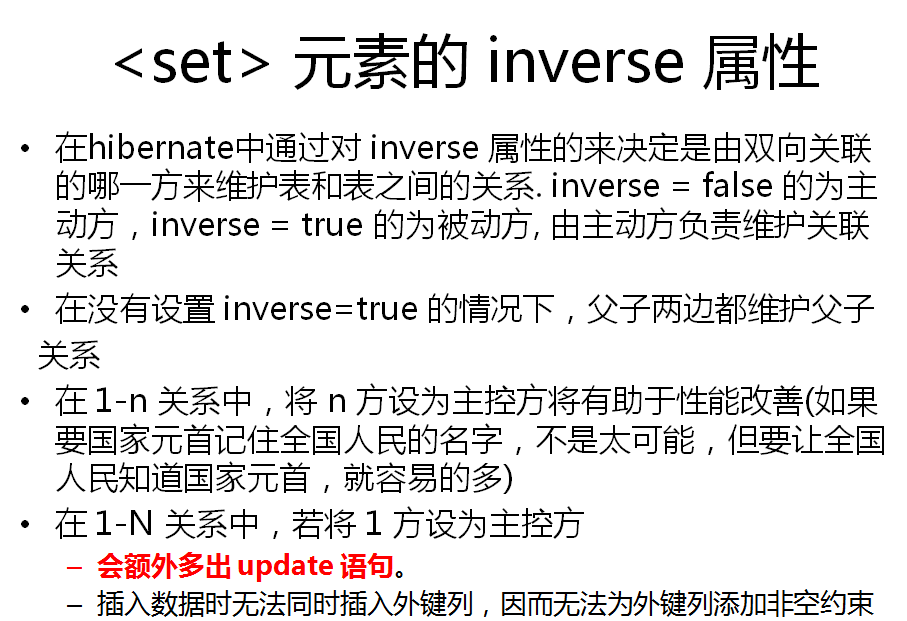 <set> 元素的 inverse 属性
• 在hibernate中通过对 inverse 属性的来决定是由双向关联
的哪一方来维护表和表之间的关系. inverse = false 的为主
动方，inverse = true 的为被动方, 由主动方负责维护关联
关系
• 在没有设置 inverse=true 的情况下，父子两边都维护父子
关系
• 在 1-n 关系中，将 n 方设为主控方将有助于性能改善(如果
要国家元首记住全国人民的名字，不是太可能，但要让全国
人民知道国家元首，就容易的多)
• 在 1-N 关系中，若将 1 方设为主控方
– 会额外多出 update 语句。
– 插入数据时无法同时插入外键列，因而无法为外键列添加非空约束